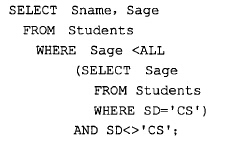 SELECT Sname, Sage
FROM Students
WHERE Sage <ALL
(SELECT Sage
FROM Students
WHERE SD='CS')
AND SD<>'CS';